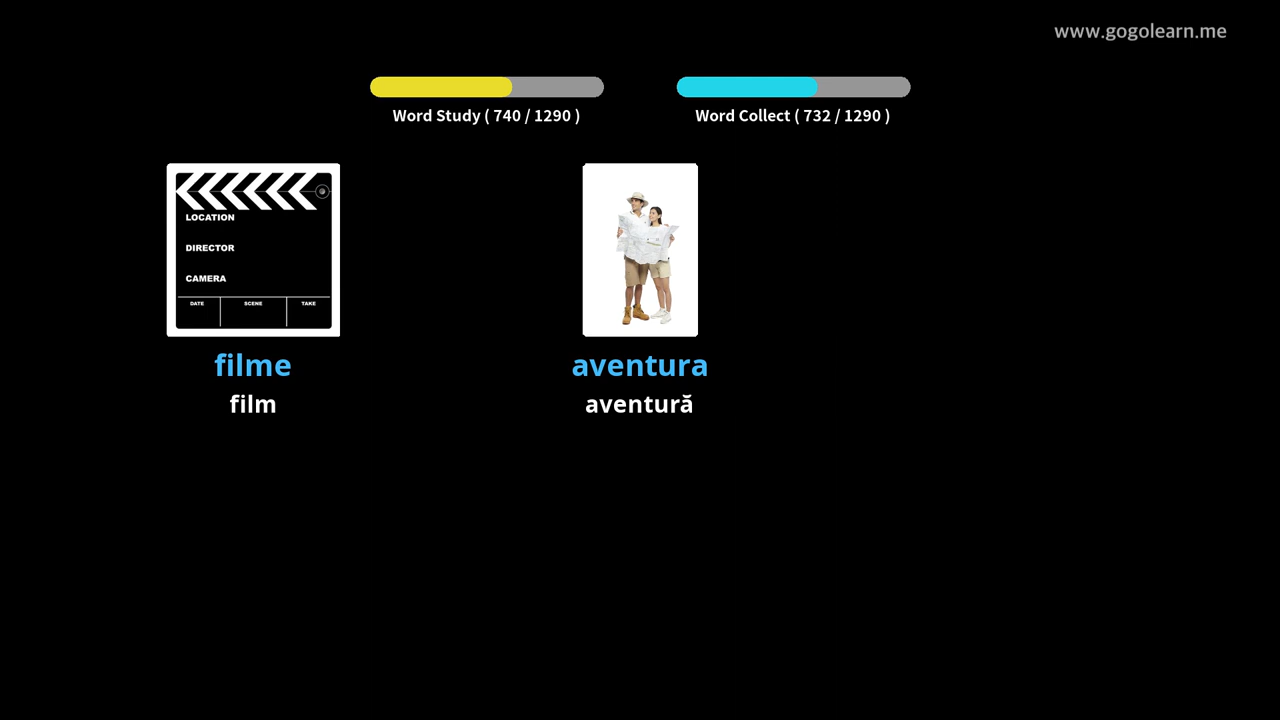 www.gogolearn.me
Word Study ( 740 / 1290 )
Word Collect ( 732 / 1290 )
LOCATION
DIRECTOR
CAMERA
DATE SCENE TAKE
filme
film
aventura
aventură